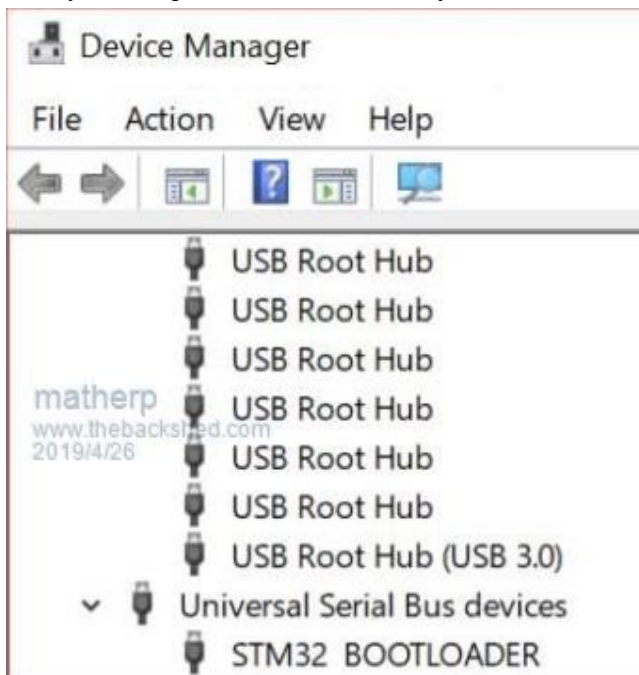 Device Manager
File Action View Help
USB Root Hub
USB Root Hub
USB Root Hub
USB Root Hub
USB Root Hub
USB Root Hub
USB Root Hub (USB 3.0)
Universal Serial Bus devices
STM32 BOOTLOADER
matherp
www.thebackshed.com
2019/4/26